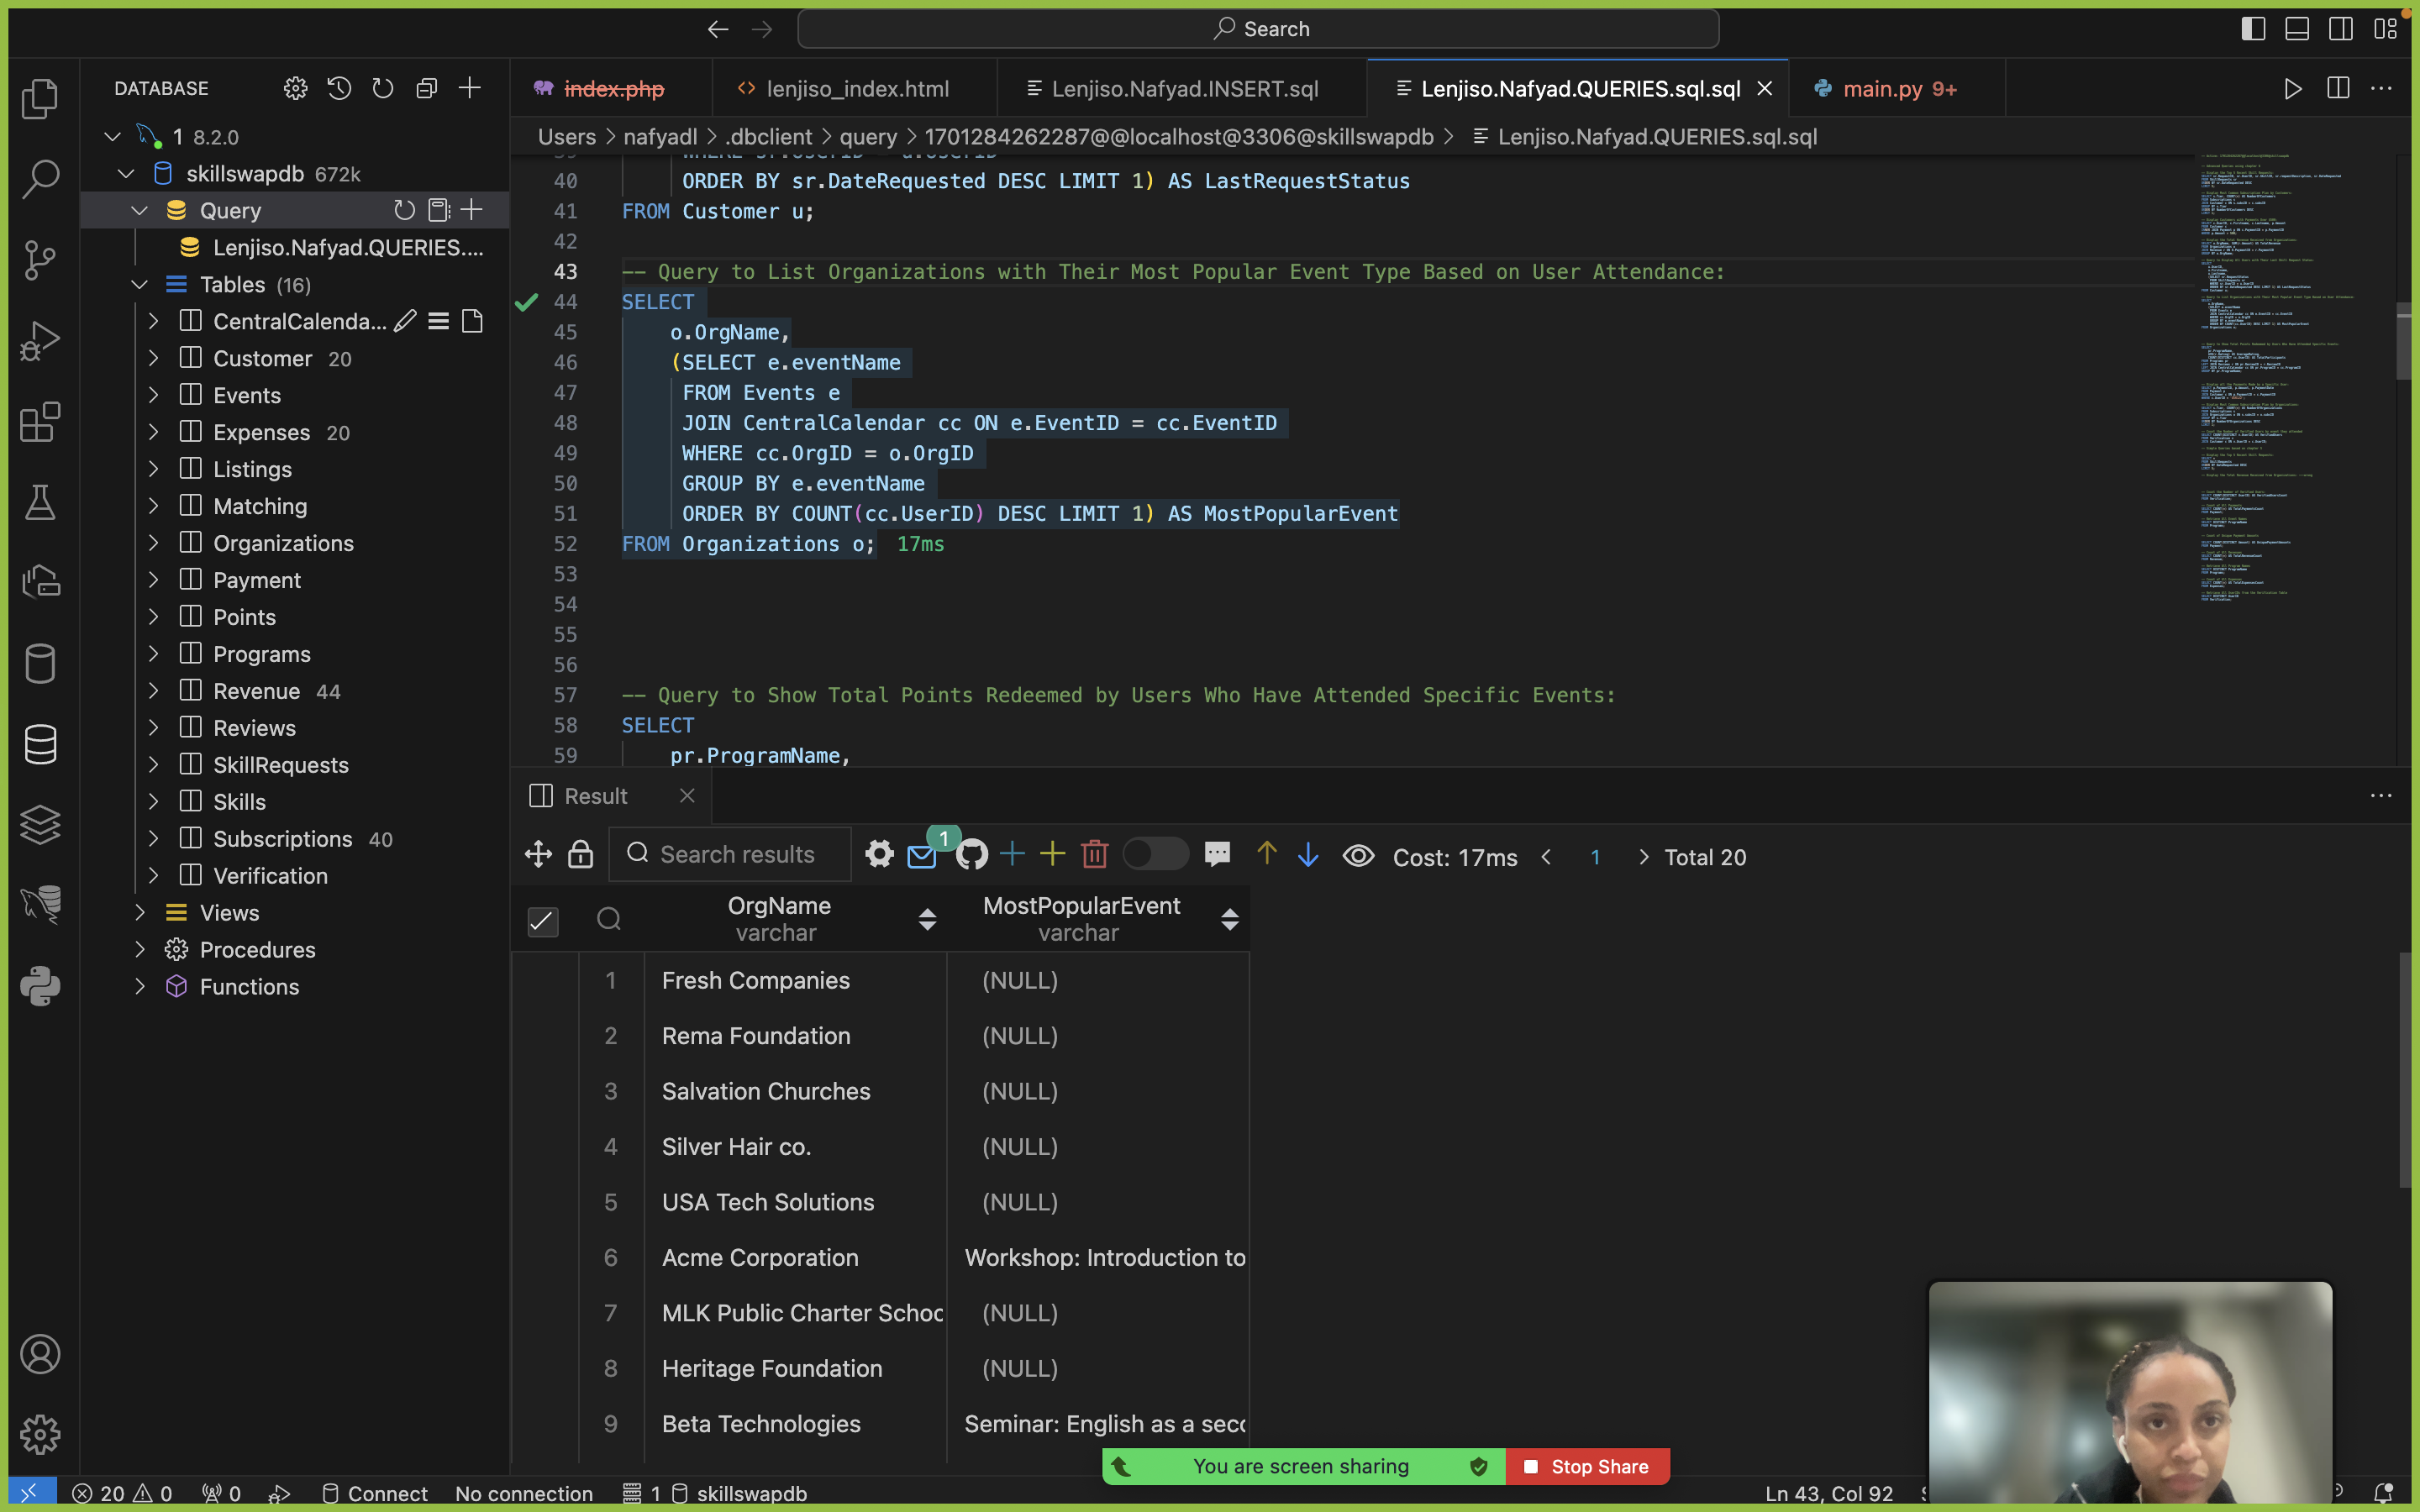 Search
DATABASE
1 8.2.0
skillswapdb 672k
Query
Lenjiso.Nafyad.QUERIES....
Tables (16)
CentralCalenda...
Customer 20
Events
Expenses 20
Listings
Matching
Organizations
Payment
Points
Programs
Revenue 44
Reviews
SkillRequests
Skills
Subscriptions 40
Verification
Views
Procedures
Functions
index.php
lenjiso_index.html
Lenjiso.Nafyad.INSERT.sql
Lenjiso.Nafyad.QUERIES.sql.sql
main.py 9+
Users > nafyadl > .dbclient > query > 1701284262287@@localhost@3306@skillswapdb > Lenjiso.Nafyad.QUERIES.sql.sql
40 ORDER BY sr.DateRequested DESC LIMIT 1) AS LastRequestStatus
41 FROM Customer u;
42
43 -- Query to List Organizations with Their Most Popular Event Type Based on User Attendance:
44 SELECT
45 o.OrgName,
46 (SELECT e.eventName
47 FROM Events e
48 JOIN CentralCalendar cc ON e.EventID = cc.EventID
49 WHERE cc.OrgID = o.OrgID
50 GROUP BY e.eventName
51 ORDER BY COUNT(cc.UserID) DESC LIMIT 1) AS MostPopularEvent
52 FROM Organizations o; 17ms
53
54
55
56
57 -- Query to Show Total Points Redeemed by Users Who Have Attended Specific Events:
58 SELECT
59 pr.ProgramName,
Result
Search results
1
Cost: 17ms < 1 > Total 20
OrgName MostPopularEvent
varchar varchar
1 Fresh Companies (NULL)
2 Rema Foundation (NULL)
3 Salvation Churches (NULL)
4 Silver Hair co. (NULL)
5 USA Tech Solutions (NULL)
6 Acme Corporation Workshop: Introduction to
7 MLK Public Charter Schoo (NULL)
8 Heritage Foundation (NULL)
9 Beta Technologies Seminar: English as a seco
You are screen sharing
Stop Share
20 0 0 Connect No connection 1 skillswapdb
Ln 43, Col 92